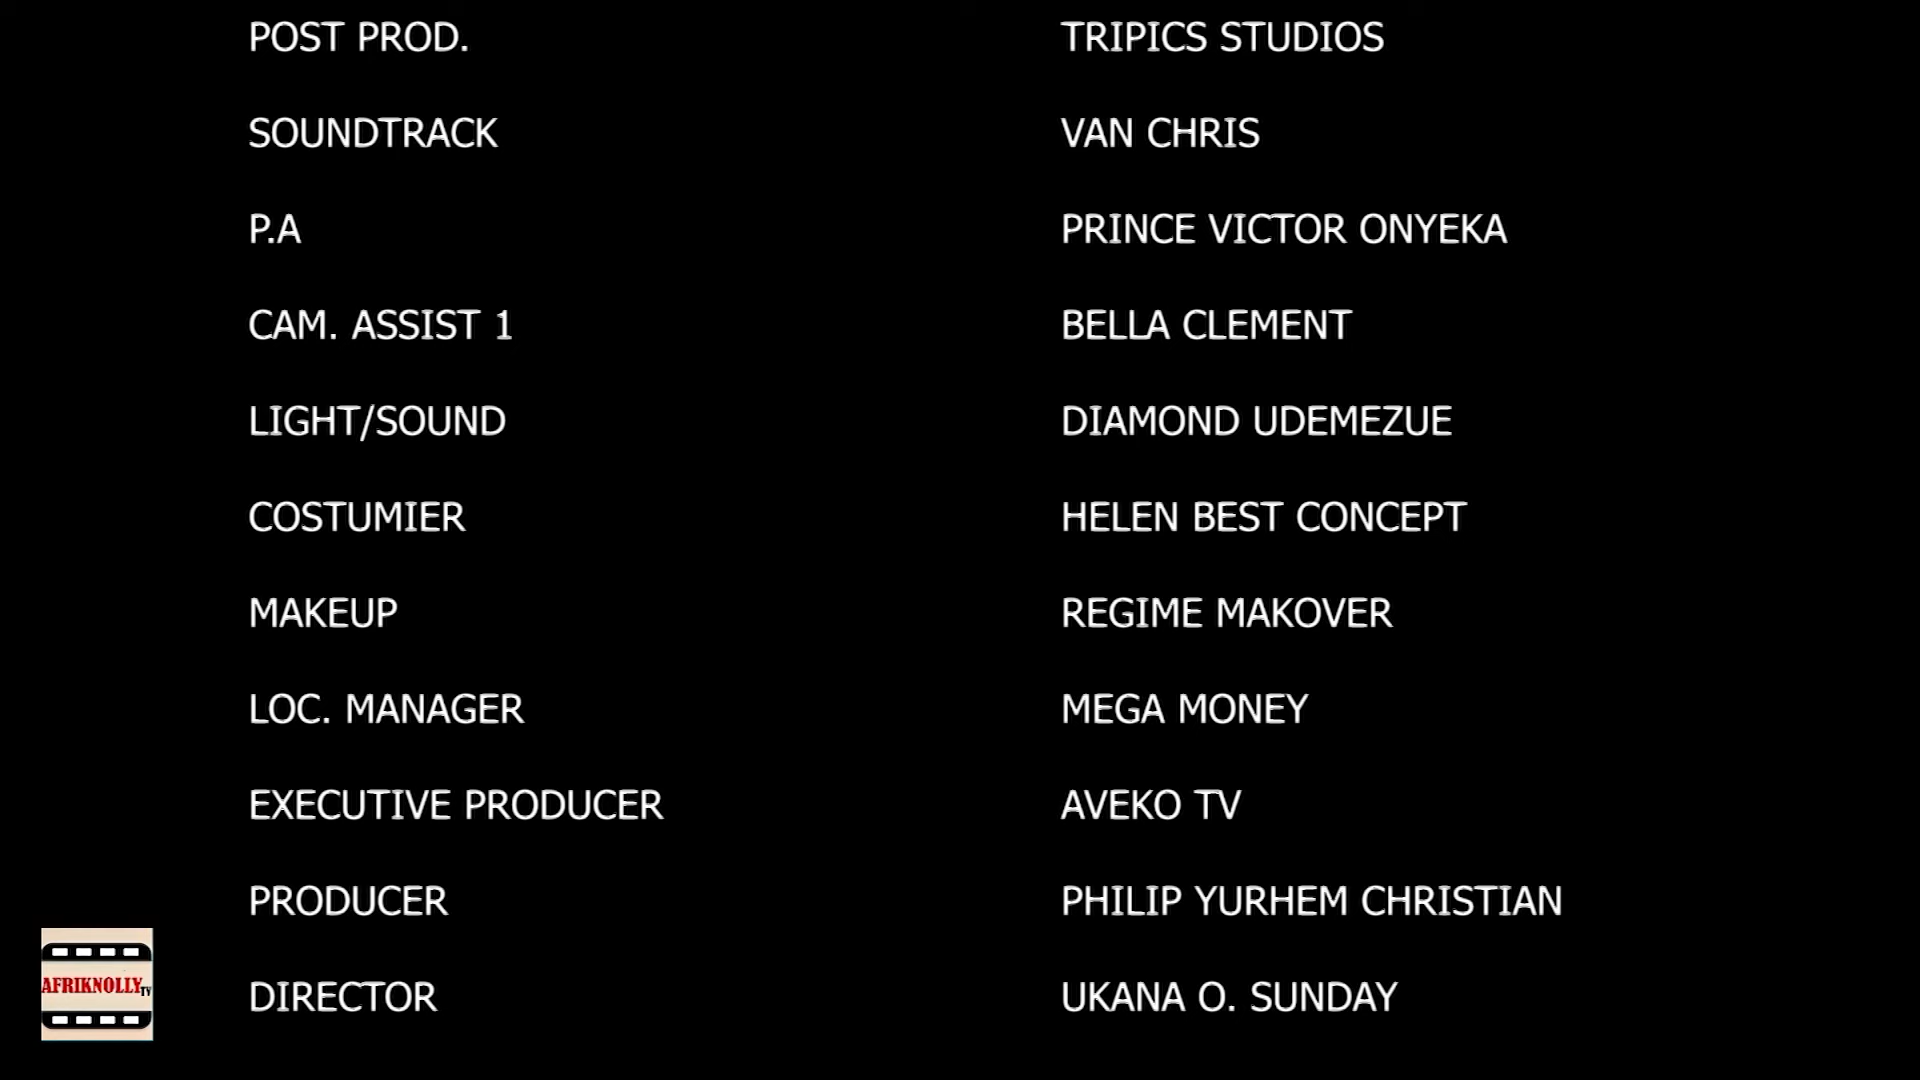 POST PROD. TRIPICS STUDIOS
SOUNDTRACK VAN CHRIS
P.A PRINCE VICTOR ONYEKA
CAM. ASSIST 1 BELLA CLEMENT
LIGHT/SOUND DIAMOND UDEMEZUE
COSTUMIER HELEN BEST CONCEPT
MAKEUP REGIME MAKOVER
LOC. MANAGER MEGA MONEY
EXECUTIVE PRODUCER AVEKO TV
PRODUCER PHILIP YURHEM CHRISTIAN
DIRECTOR UKANA O. SUNDAY
AFRIKNOLLY TV